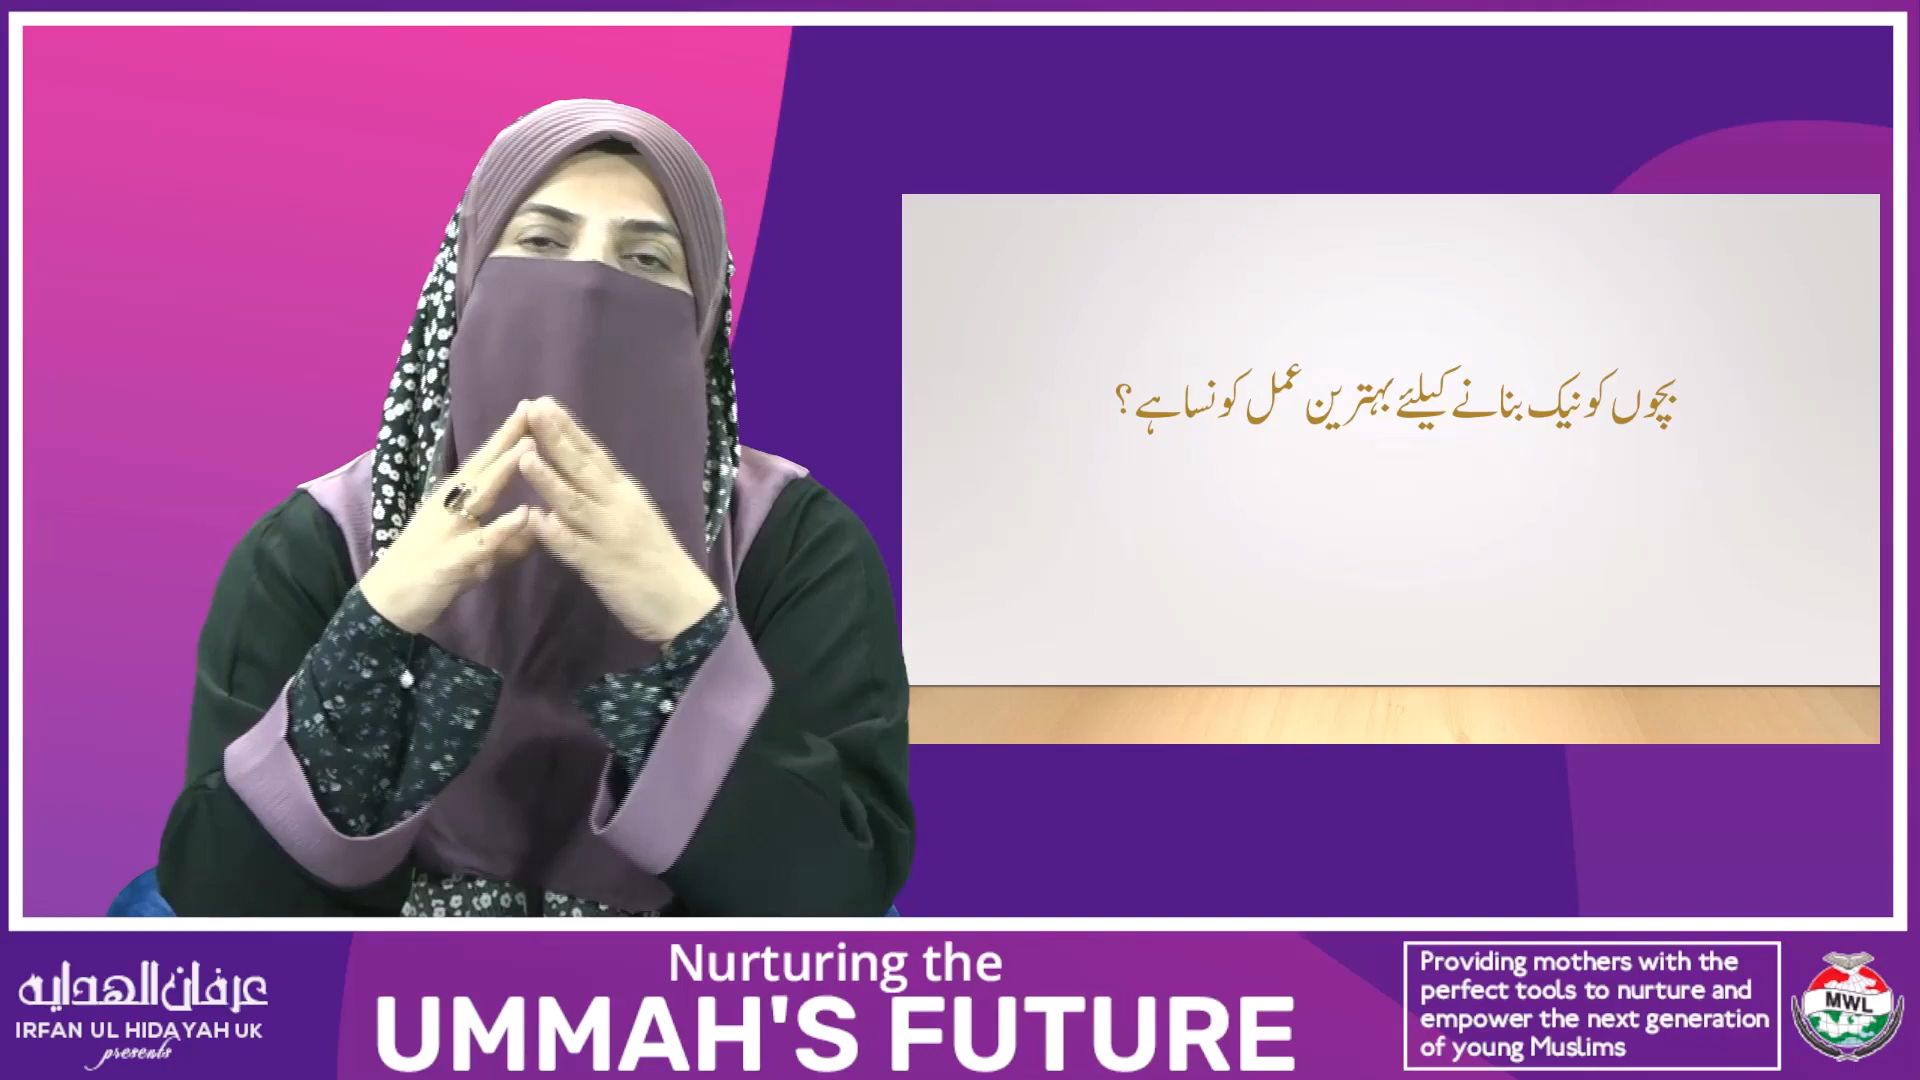 بچوں کو نیک بنانے کیلئے بہترین عمل کونسا ہے؟
عرفان الهدايه
IRFAN UL HIDAYAH UK
presents
Nurturing the
UMMAH'S FUTURE
Providing mothers with the
perfect tools to nurture and
empower the next generation
of young Muslims
MWL